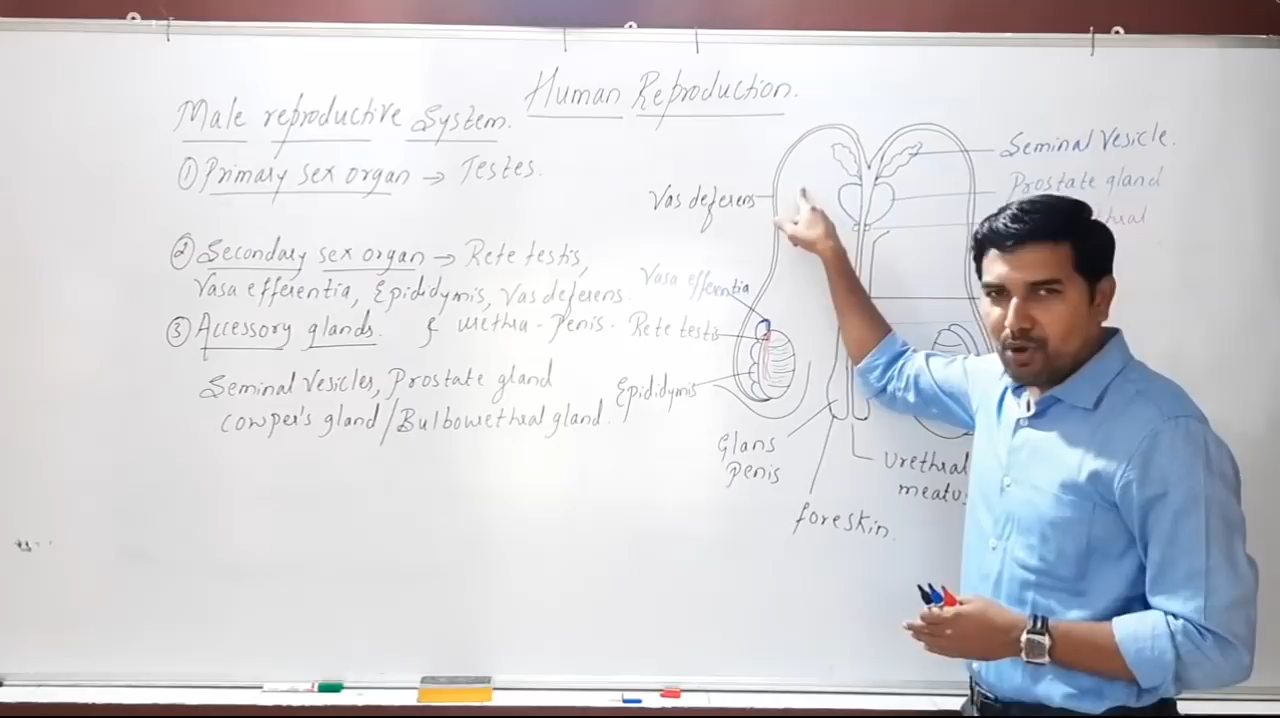 Human Reproduction.
Male reproductive System.
① Primary sex organ → Testes.
② Secondary sex organ → Rete testis,
Vasa efferentia, Epididymis, Vas deferens.
& urethra - Penis.
③ Accessory glands.
Seminal Vesicles, Prostate gland
Cowper's gland/Bulbourethral gland.
Seminal Vesicle.
Prostate gland
Vas deferens
Vasa efferentia
Rete testis
Epididymis
Glans
Penis
foreskin.
Urethral
meatus